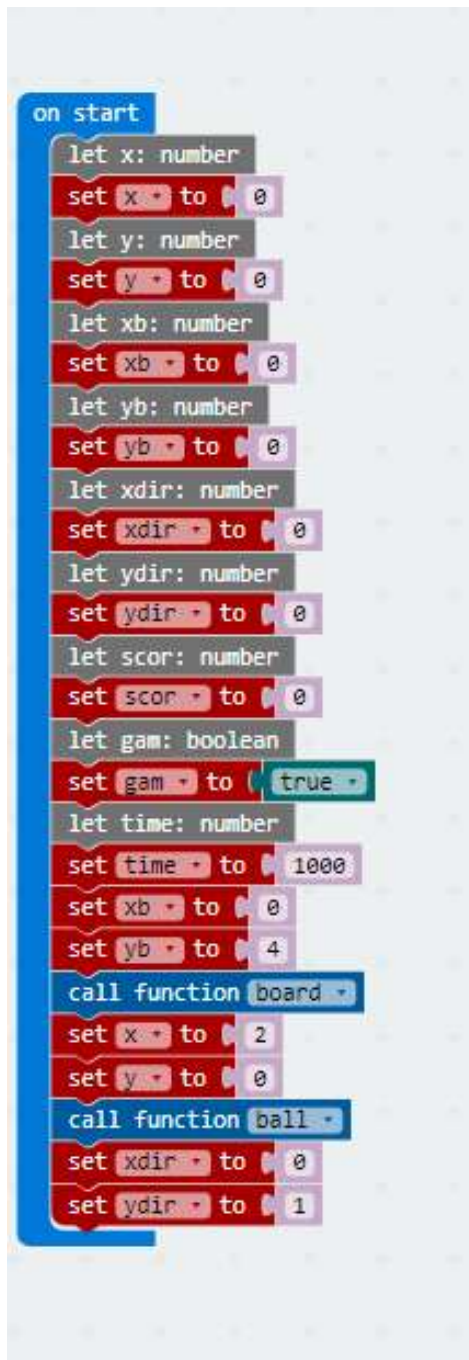 on start
let x: number
set x to 0
let y: number
set y to 0
let xb: number
set xb to 0
let yb: number
set yb to 0
let xdir: number
set xdir to 0
let ydir: number
set ydir to 0
let scor: number
set scor to 0
let gam: boolean
set gam to true
let time: number
set time to 1000
set xb to 0
set yb to 4
call function board
set x to 2
set y to 0
call function ball
set xdir to 0
set ydir to 1